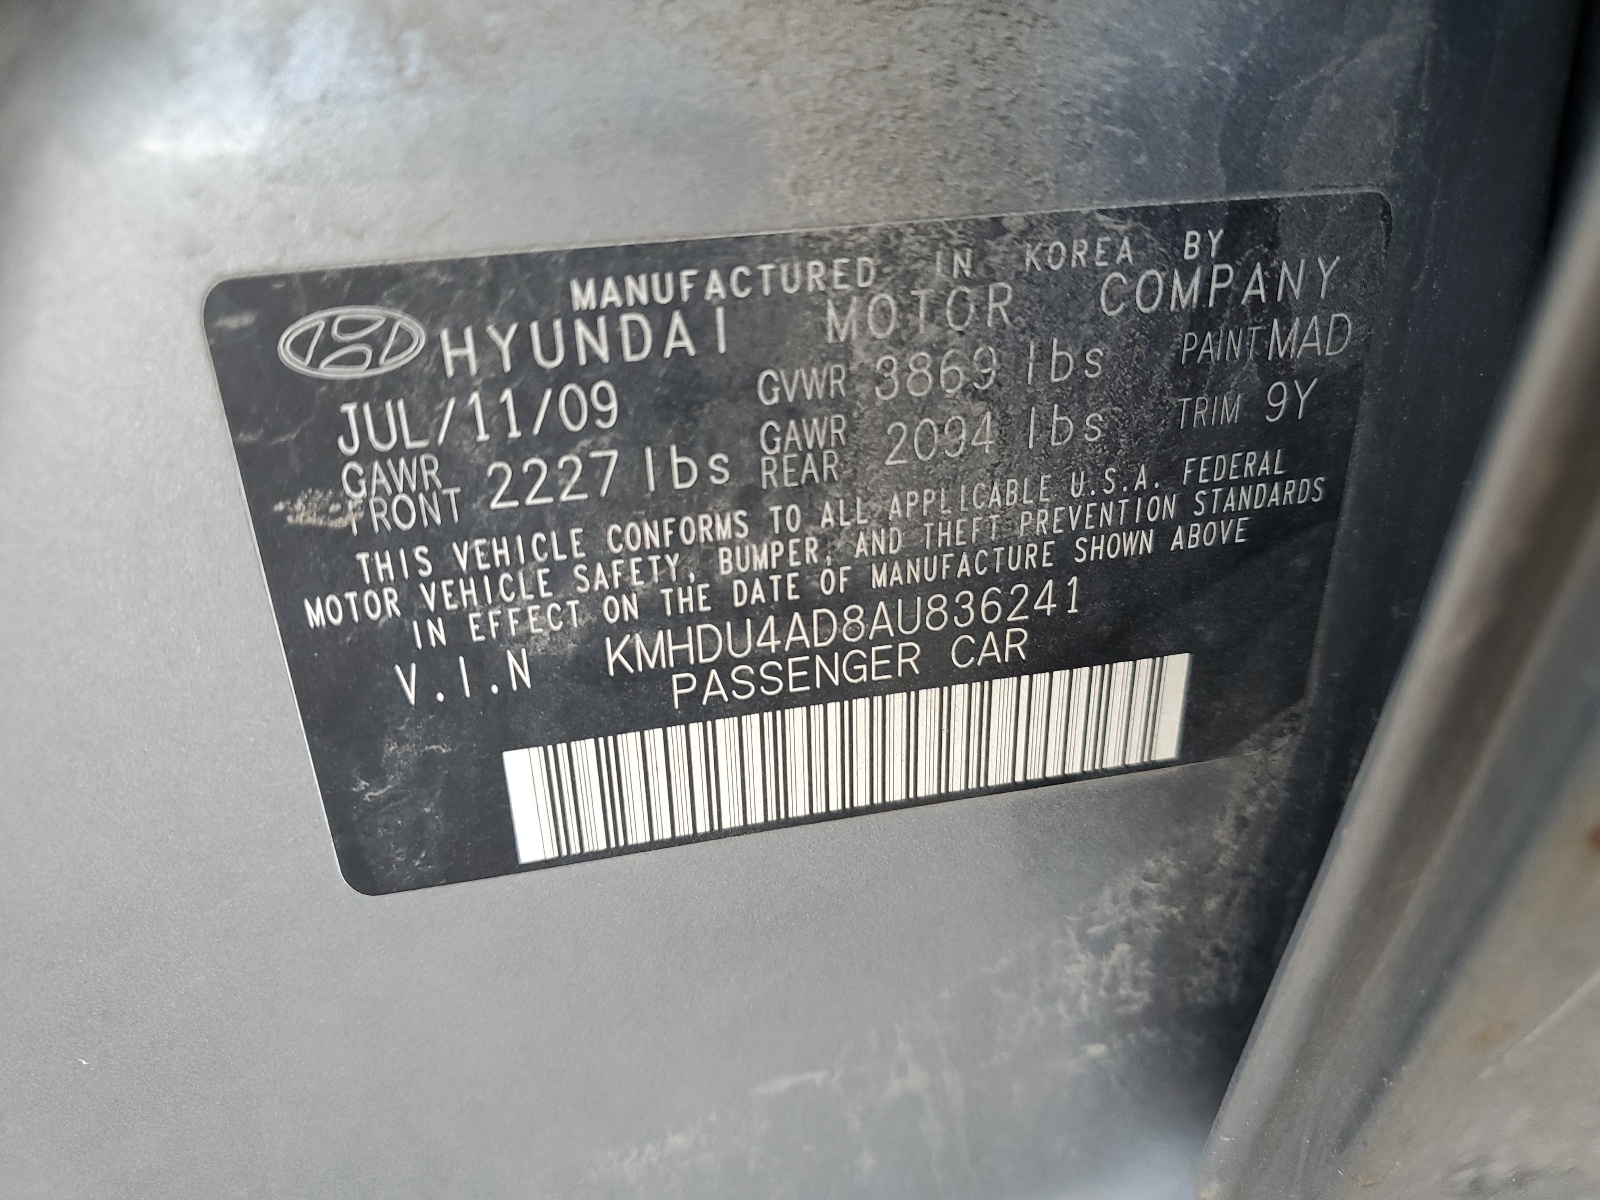 MANUFACTURED IN KOREA BY
HYUNDAI MOTOR COMPANY
JUL/11/09 GVWR 3869 lbs PAINT MAD
GAWR FRONT 2227 lbs GAWR REAR 2094 lbs TRIM 9Y
THIS VEHICLE CONFORMS TO ALL APPLICABLE U.S.A. FEDERAL
MOTOR VEHICLE SAFETY, BUMPER, AND THEFT PREVENTION STANDARDS
IN EFFECT ON THE DATE OF MANUFACTURE SHOWN ABOVE
V.I.N KMHDU4AD8AU836241
PASSENGER CAR